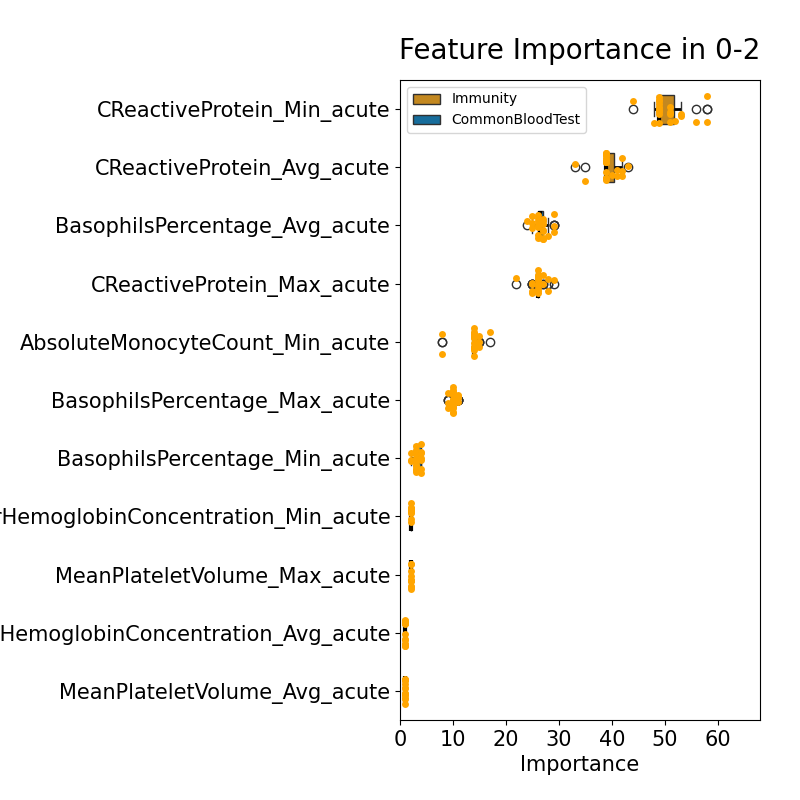 Feature Importance in 0-2
Immunity
CommonBloodTest
CReactiveProtein_Min_acute
CReactiveProtein_Avg_acute
BasophilsPercentage_Avg_acute
CReactiveProtein_Max_acute
AbsoluteMonocyteCount_Min_acute
BasophilsPercentage_Max_acute
BasophilsPercentage_Min_acute
HemoglobinConcentration_Min_acute
MeanPlateletVolume_Max_acute
HemoglobinConcentration_Avg_acute
MeanPlateletVolume_Avg_acute
0 10 20 30 40 50 60
Importance